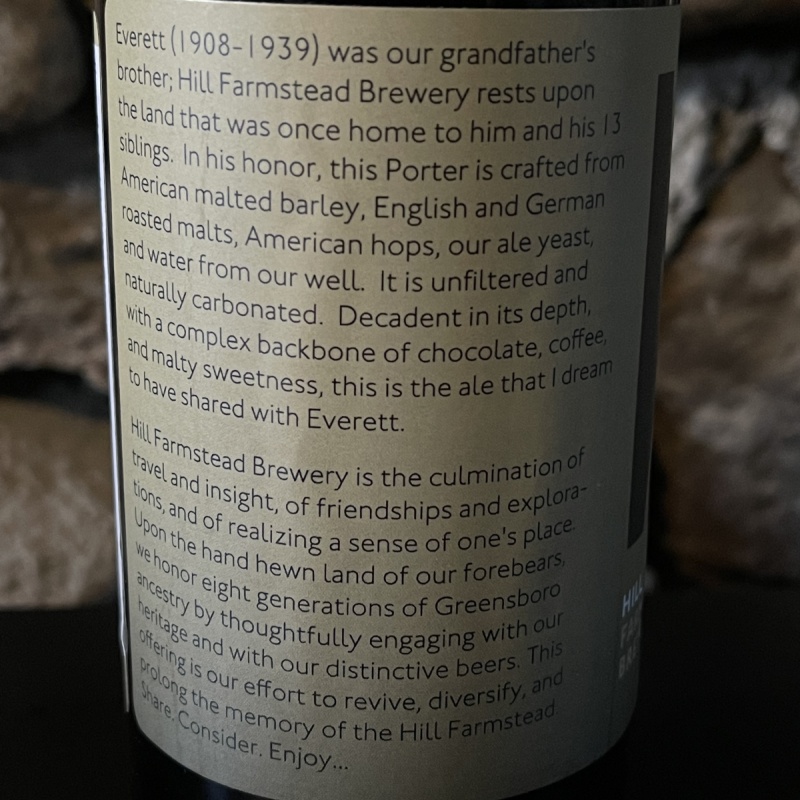 Everett (1908-1939) was our grandfather's
brother; Hill Farmstead Brewery rests upon
the land that was once home to him and his 13
siblings. In his honor, this Porter is crafted from
American malted barley, English and German
roasted malts, American hops, our ale yeast,
and water from our well. It is unfiltered and
naturally carbonated. Decadent in its depth,
with a complex backbone of chocolate, coffee,
and malty sweetness, this is the ale that I dream
to have shared with Everett.
Hill Farmstead Brewery is the culmination of
travel and insight, of friendships and explora-
tions, and of realizing a sense of one's place.
Upon the hand hewn land of our forebears,
we honor eight generations of Greensboro
ancestry by thoughtfully engaging with our
heritage and with our distinctive beers. This
offering is our effort to revive, diversify, and
prolong the memory of the Hill Farmstead
Share. Consider. Enjoy...